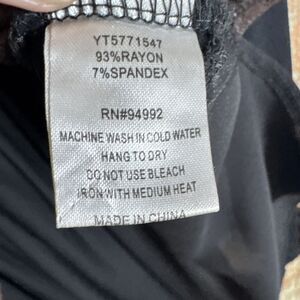 YT5771547
93%RAYON
7%SPANDEX
RN#94992
MACHINE WASH IN COLD WATER
HANG TO DRY
DO NOT USE BLEACH
IRON WITH MEDIUM HEAT
MADE IN CHINA